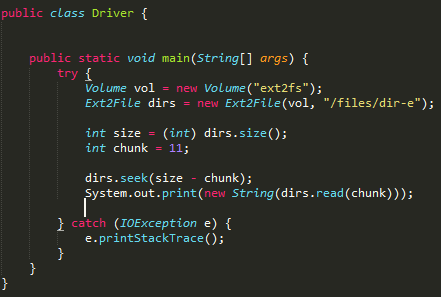 public class Driver {
public static void main(String[] args) {
try {
Volume vol = new Volume("ext2fs");
Ext2File dirs = new Ext2File(vol, "/files/dir-e");
int size = (int) dirs.size();
int chunk = 11;
dirs.seek(size - chunk);
System.out.print(new String(dirs.read(chunk)));
} catch (IOException e) {
e.printStackTrace();
}
}
}